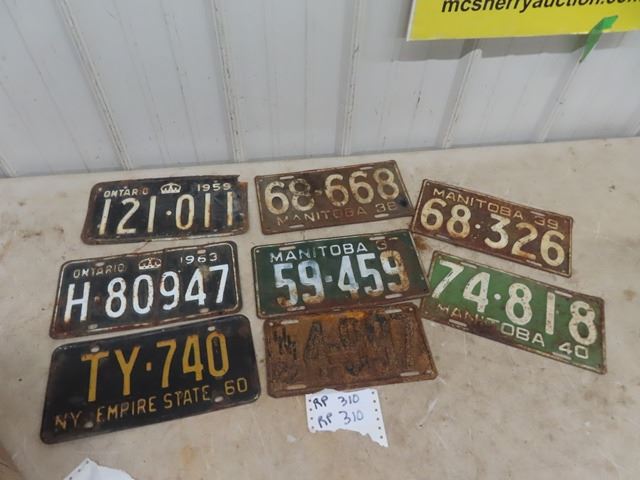 mcsherryauction.com
ONTARIO 1959
121·011
68-668
MANITOBA 38
MANITOBA 39
68·326
ONTARIO 1963
H·80947
MANITOBA
59·459
74·818
MANITOBA 40
TY·740
NY EMPIRE STATE 60
RP 310
RP 310